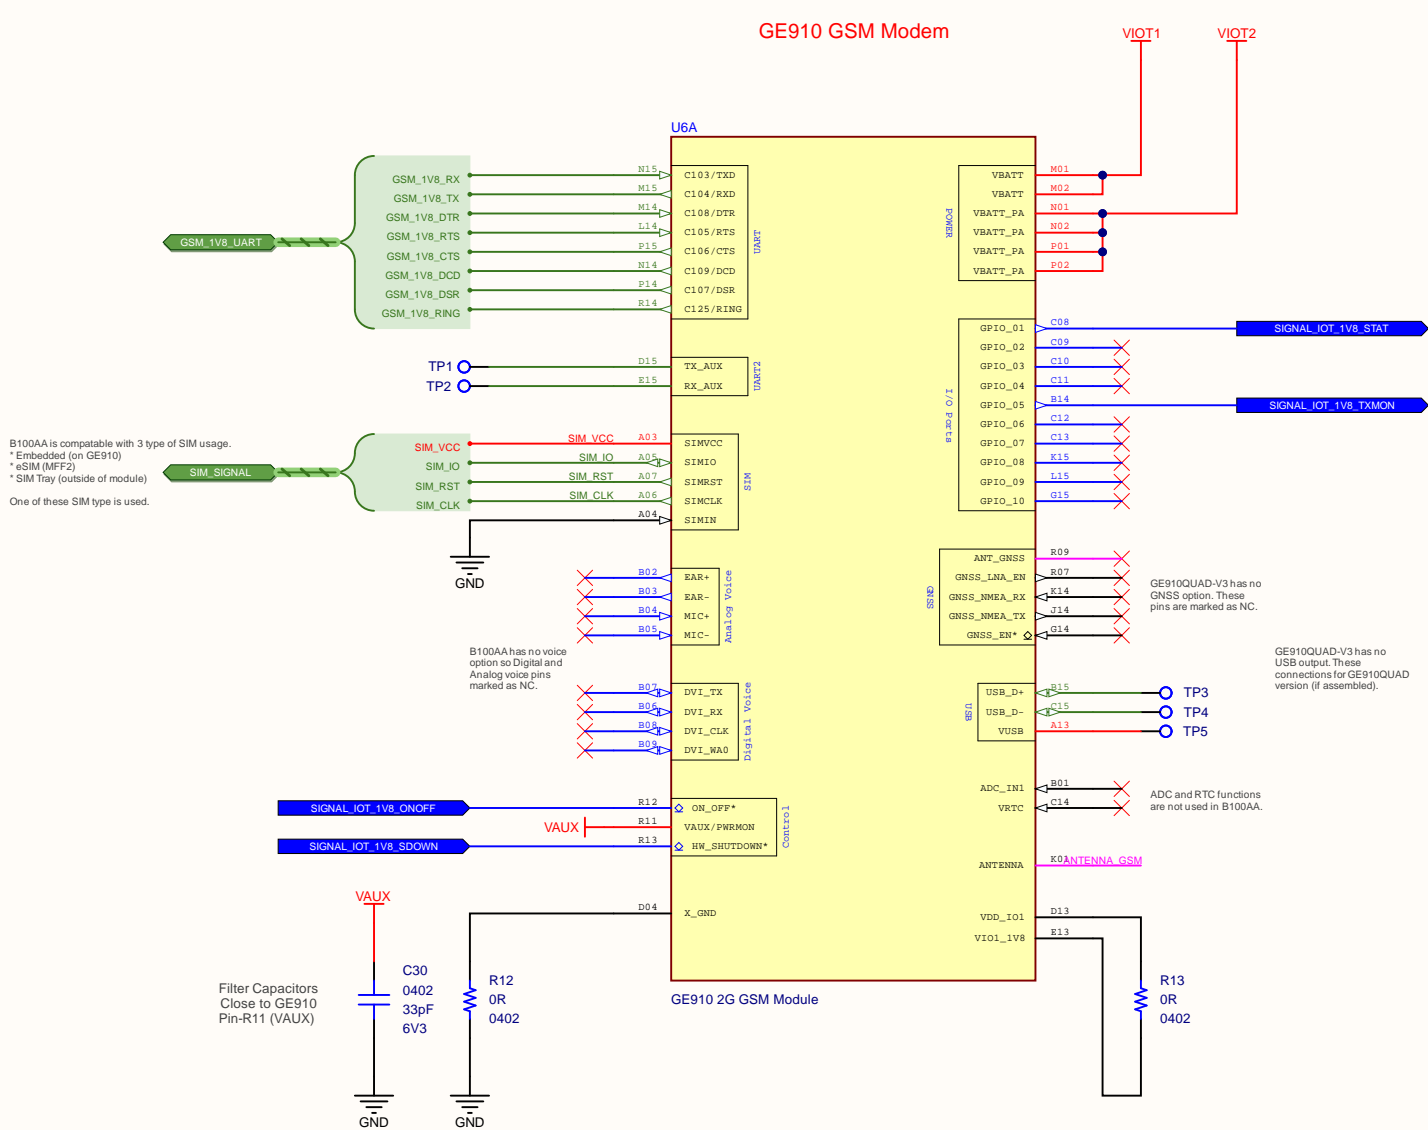 GE910 GSM Modem
VIOT1
VIOT2
U6A
GSM_1V8_UART
GSM_1V8_RX
GSM_1V8_TX
GSM_1V8_DTR
GSM_1V8_RTS
GSM_1V8_CTS
GSM_1V8_DCD
GSM_1V8_DSR
GSM_1V8_RING
N15
M15
M14
L14
P15
N14
P14
R14
C103/TXD
C104/RXD
C108/DTR
C105/RTS
C106/CTS
C109/DCD
C107/DSR
C125/RING
UART
TP1
TP2
D15
E15
TX_AUX
RX_AUX
UART2
B100AA is compatable with 3 type of SIM usage.
* Embedded (on GE910)
* eSIM (MFF2)
* SIM Tray (outside of module)
One of these SIM type is used.
SIM_SIGNAL
SIM_VCC
SIM_IO
SIM_RST
SIM_CLK
SIM_VCC
SIM_IO
SIM_RST
SIM_CLK
A03
A05
A07
A06
A04
SIMVCC
SIMIO
SIMRST
SIMCLK
SIMIN
SIM
GND
B02
B03
B04
B05
EAR+
EAR-
MIC+
MIC-
Analog Voice
B100AA has no voice
option so Digital and
Analog voice pins
marked as NC.
B07
B06
B08
B09
DVI_TX
DVI_RX
DVI_CLK
DVI_WA0
Digital Voice
SIGNAL_IOT_1V8_ONOFF
VAUX
SIGNAL_IOT_1V8_SDOWN
R12
R11
R13
ON_OFF*
VAUX/PWRMON
HW_SHUTDOWN*
Control
D04
X_GND
VAUX
Filter Capacitors
Close to GE910
Pin-R11 (VAUX)
C30
0402
33pF
6V3
GND
R12
0R
0402
GND
GE910 2G GSM Module
POWER
VBATT
VBATT
VBATT_PA
VBATT_PA
VBATT_PA
VBATT_PA
M01
M02
N01
N02
P01
P02
I/O Ports
GPIO_01
GPIO_02
GPIO_03
GPIO_04
GPIO_05
GPIO_06
GPIO_07
GPIO_08
GPIO_09
GPIO_10
C08
C09
C10
C11
B14
C12
C13
K15
L15
G15
SIGNAL_IOT_1V8_STAT
SIGNAL_IOT_1V8_TXMON
GNSS
ANT_GNSS
GNSS_LNA_EN
GNSS_NMEA_RX
GNSS_NMEA_TX
GNSS_EN*
R09
R07
K14
J14
G14
GE910QUAD-V3 has no
GNSS option. These
pins are marked as NC.
GE910QUAD-V3 has no
USB output. These
connections for GE910QUAD
version (if assembled).
USB
USB_D+
USB_D-
VUSB
B15
C15
A13
TP3
TP4
TP5
ADC_IN1
VRTC
B01
C14
ADC and RTC functions
are not used in B100AA.
ANTENNA
K01
ANTENNA_GSM
VDD_IO1
VIO1_1V8
D13
E13
R13
0R
0402